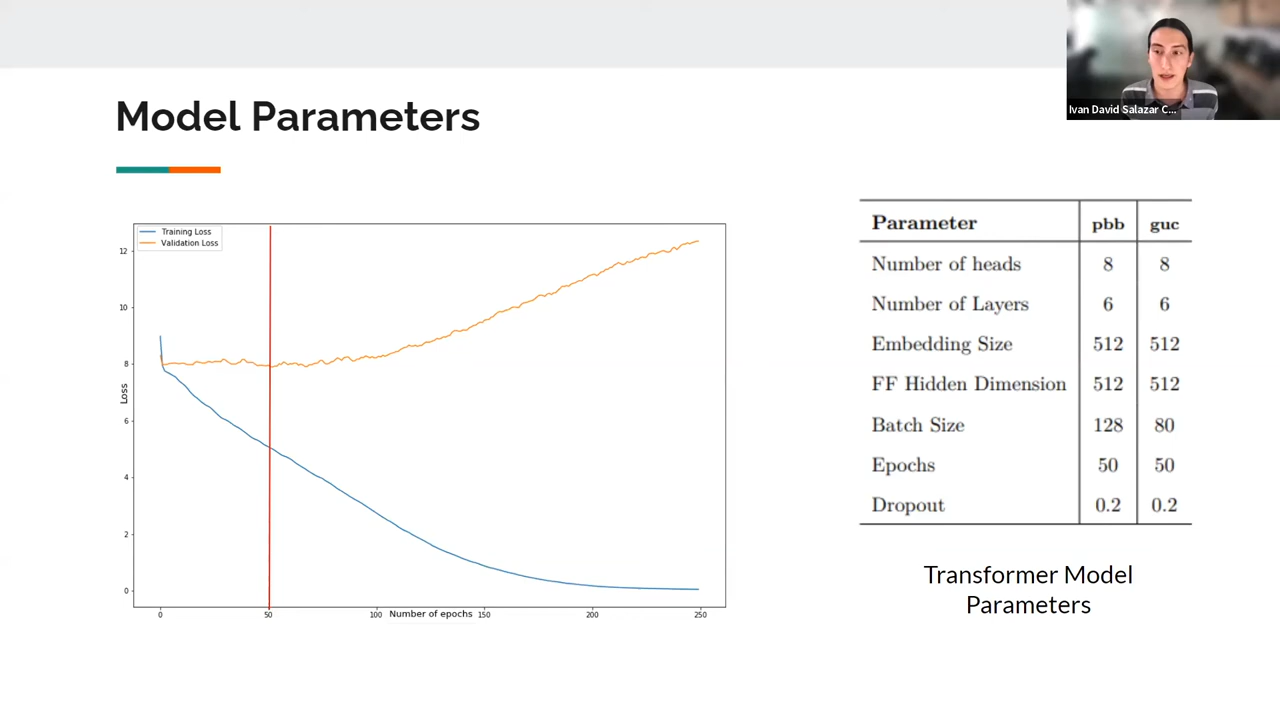 Ivan David Salazar C...
Model Parameters
Training Loss
Validation Loss
12
10
8
6
4
2
0
Loss
0
50
100
150
200
250
Number of epochs
Parameter pbb guc
Number of heads 8 8
Number of Layers 6 6
Embedding Size 512 512
FF Hidden Dimension 512 512
Batch Size 128 80
Epochs 50 50
Dropout 0.2 0.2
Transformer Model
Parameters